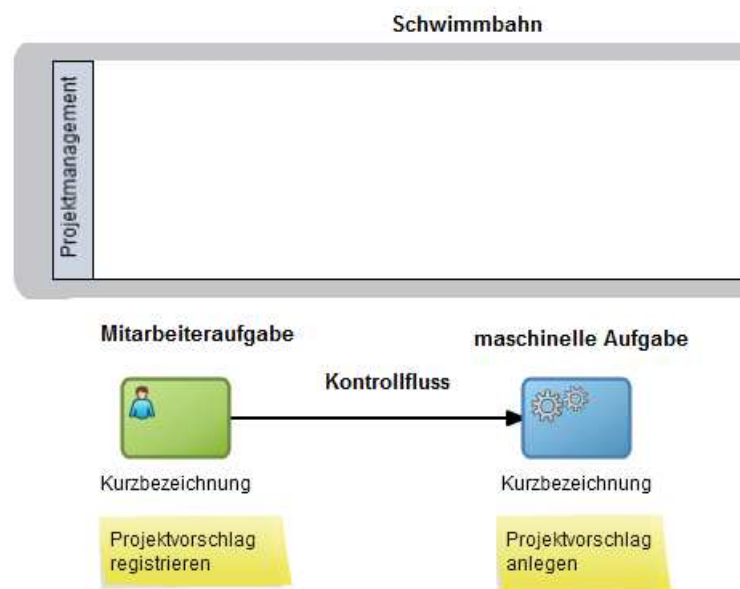 Schwimmbahn
Projektmanagement
Mitarbeiteraufgabe
maschinelle Aufgabe
Kontrollfluss
Kurzbezeichnung
Kurzbezeichnung
Projektvorschlag
registrieren
Projektvorschlag
anlegen